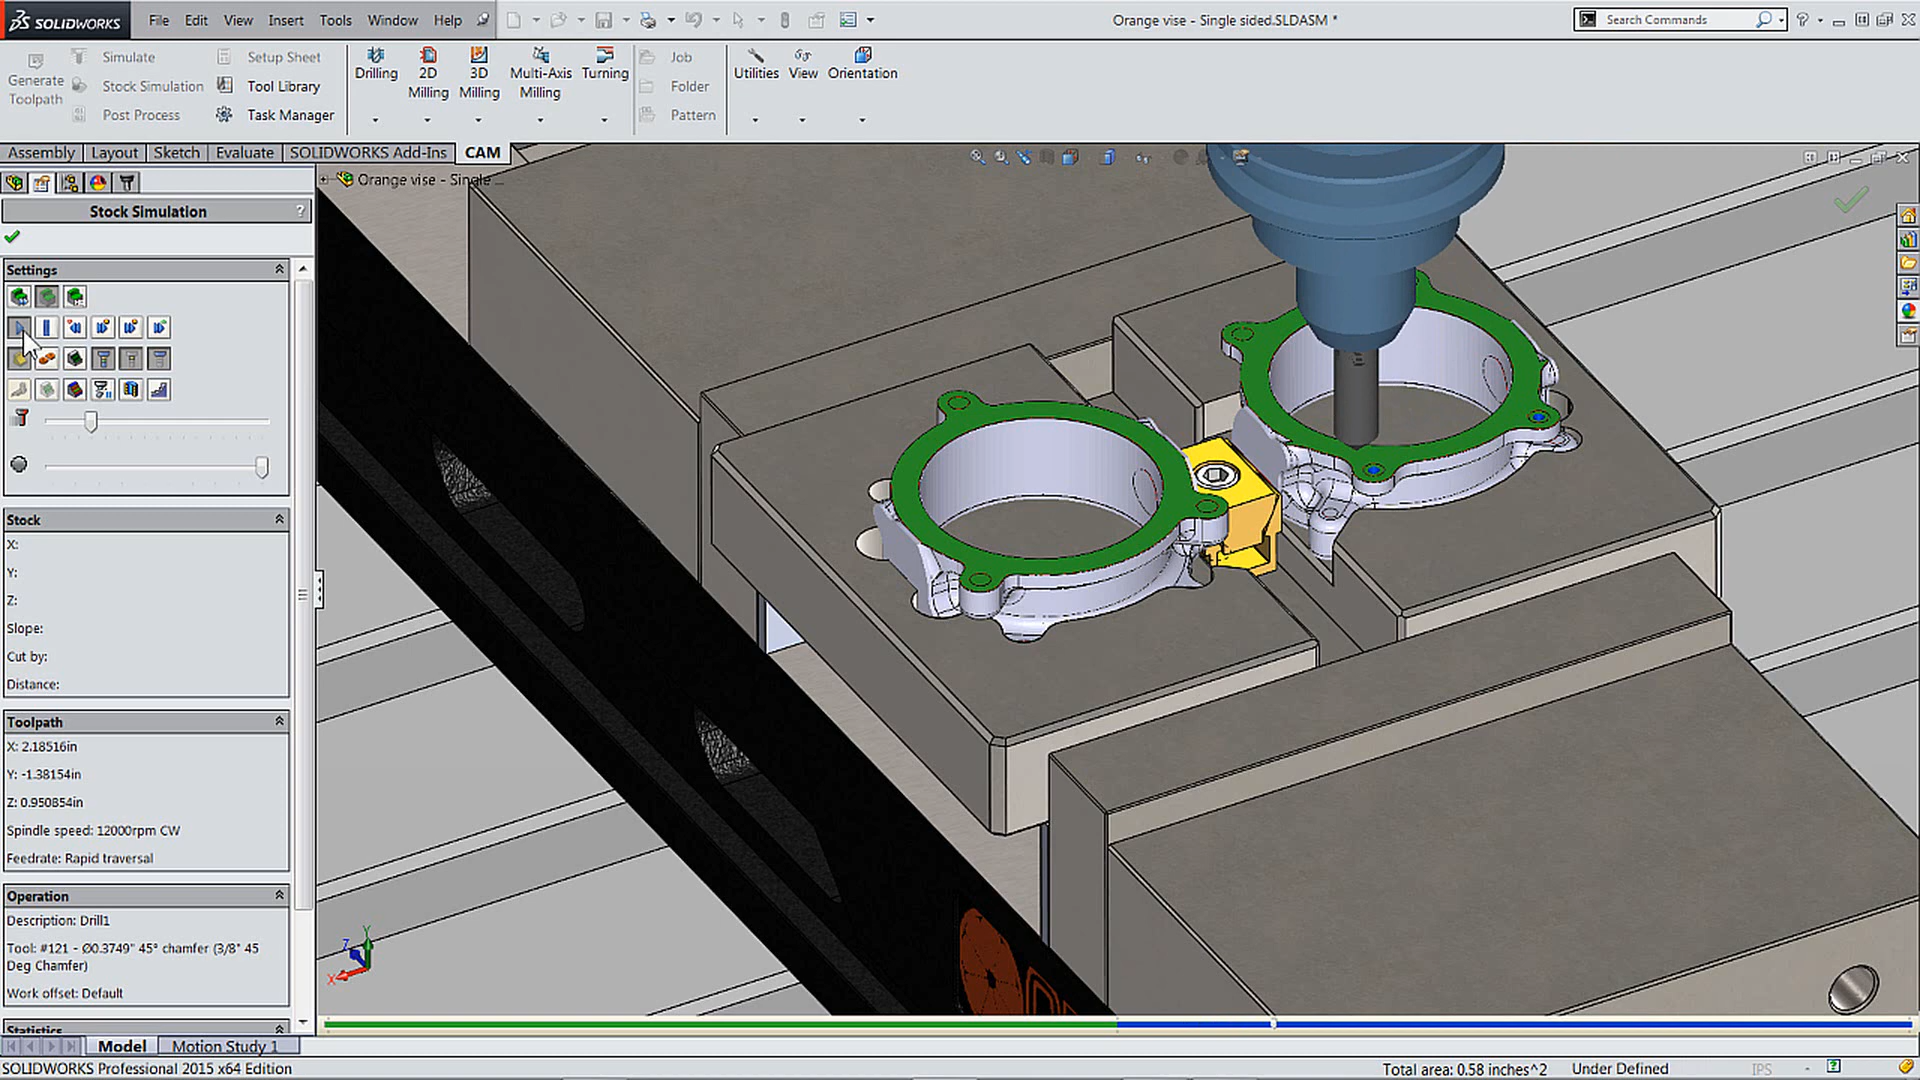 SOLIDWORKS
File Edit View Insert Tools Window Help
Orange vise - Single sided.SLDASM *
Search Commands
?
Generate Toolpath
Simulate
Stock Simulation
Post Process
Setup Sheet
Tool Library
Task Manager
Drilling
2D Milling
3D Milling
Multi-Axis Milling
Turning
Job
Folder
Pattern
Utilities
View
Orientation
Assembly Layout Sketch Evaluate SOLIDWORKS Add-Ins CAM
Orange vise - Single ...
Stock Simulation ?
Settings
Stock
X:
Y:
Z:
Slope:
Cut by:
Distance:
Toolpath
X: 2.18516in
Y: -1.38154in
Z: 0.950854in
Spindle speed: 12000rpm CW
Feedrate: Rapid traversal
Operation
Description: Drill1
Tool: #121 - Ø0.3749" 45° chamfer (3/8" 45
Deg Chamfer)
Work offset: Default
Statistics
Y
Z
X
Model Motion Study 1
SOLIDWORKS Professional 2015 x64 Edition
Total area: 0.58 inches^2 Under Defined IPS - ?